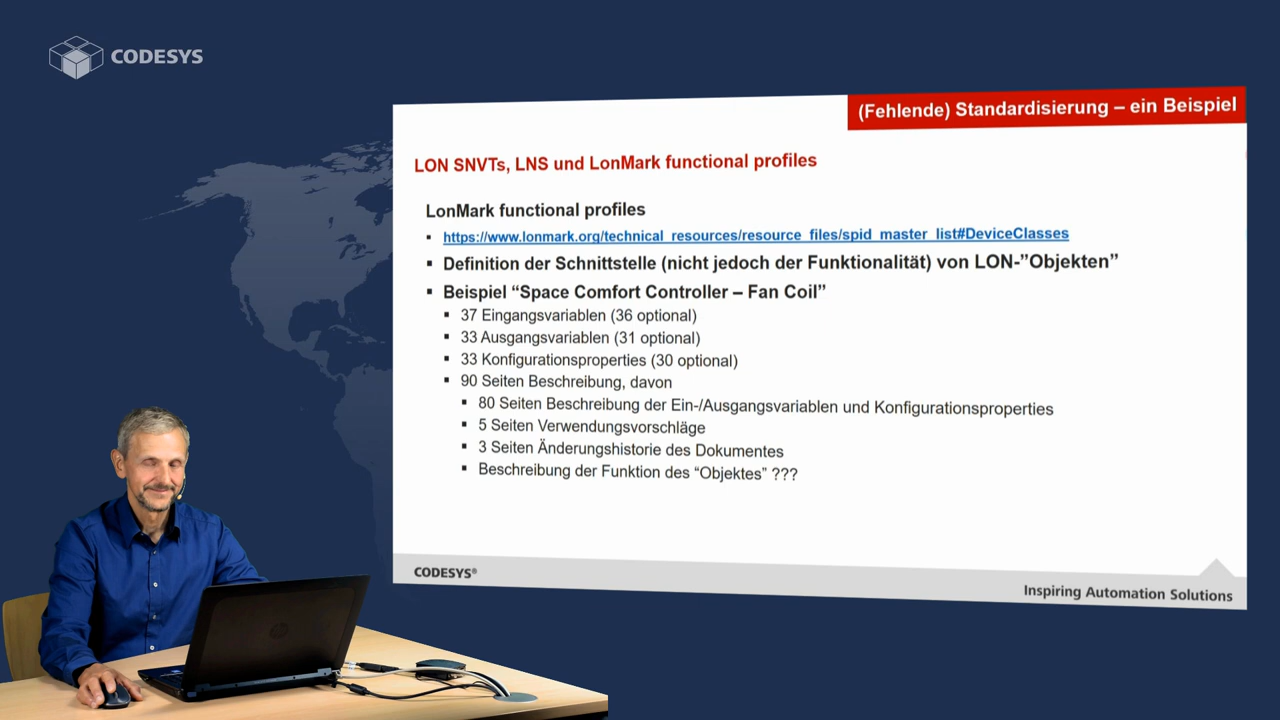 CODESYS
(Fehlende) Standardisierung – ein Beispiel
LON SNVTs, LNS und LonMark functional profiles
LonMark functional profiles
https://www.lonmark.org/technical_resources/resource_files/spid_master_list#DeviceClasses
Definition der Schnittstelle (nicht jedoch der Funktionalität) von LON-”Objekten”
Beispiel “Space Comfort Controller – Fan Coil”
37 Eingangsvariablen (36 optional)
33 Ausgangsvariablen (31 optional)
33 Konfigurationsproperties (30 optional)
90 Seiten Beschreibung, davon
80 Seiten Beschreibung der Ein-/Ausgangsvariablen und Konfigurationsproperties
5 Seiten Verwendungsvorschläge
3 Seiten Änderungshistorie des Dokumentes
Beschreibung der Funktion des “Objektes” ???
CODESYS®
Inspiring Automation Solutions